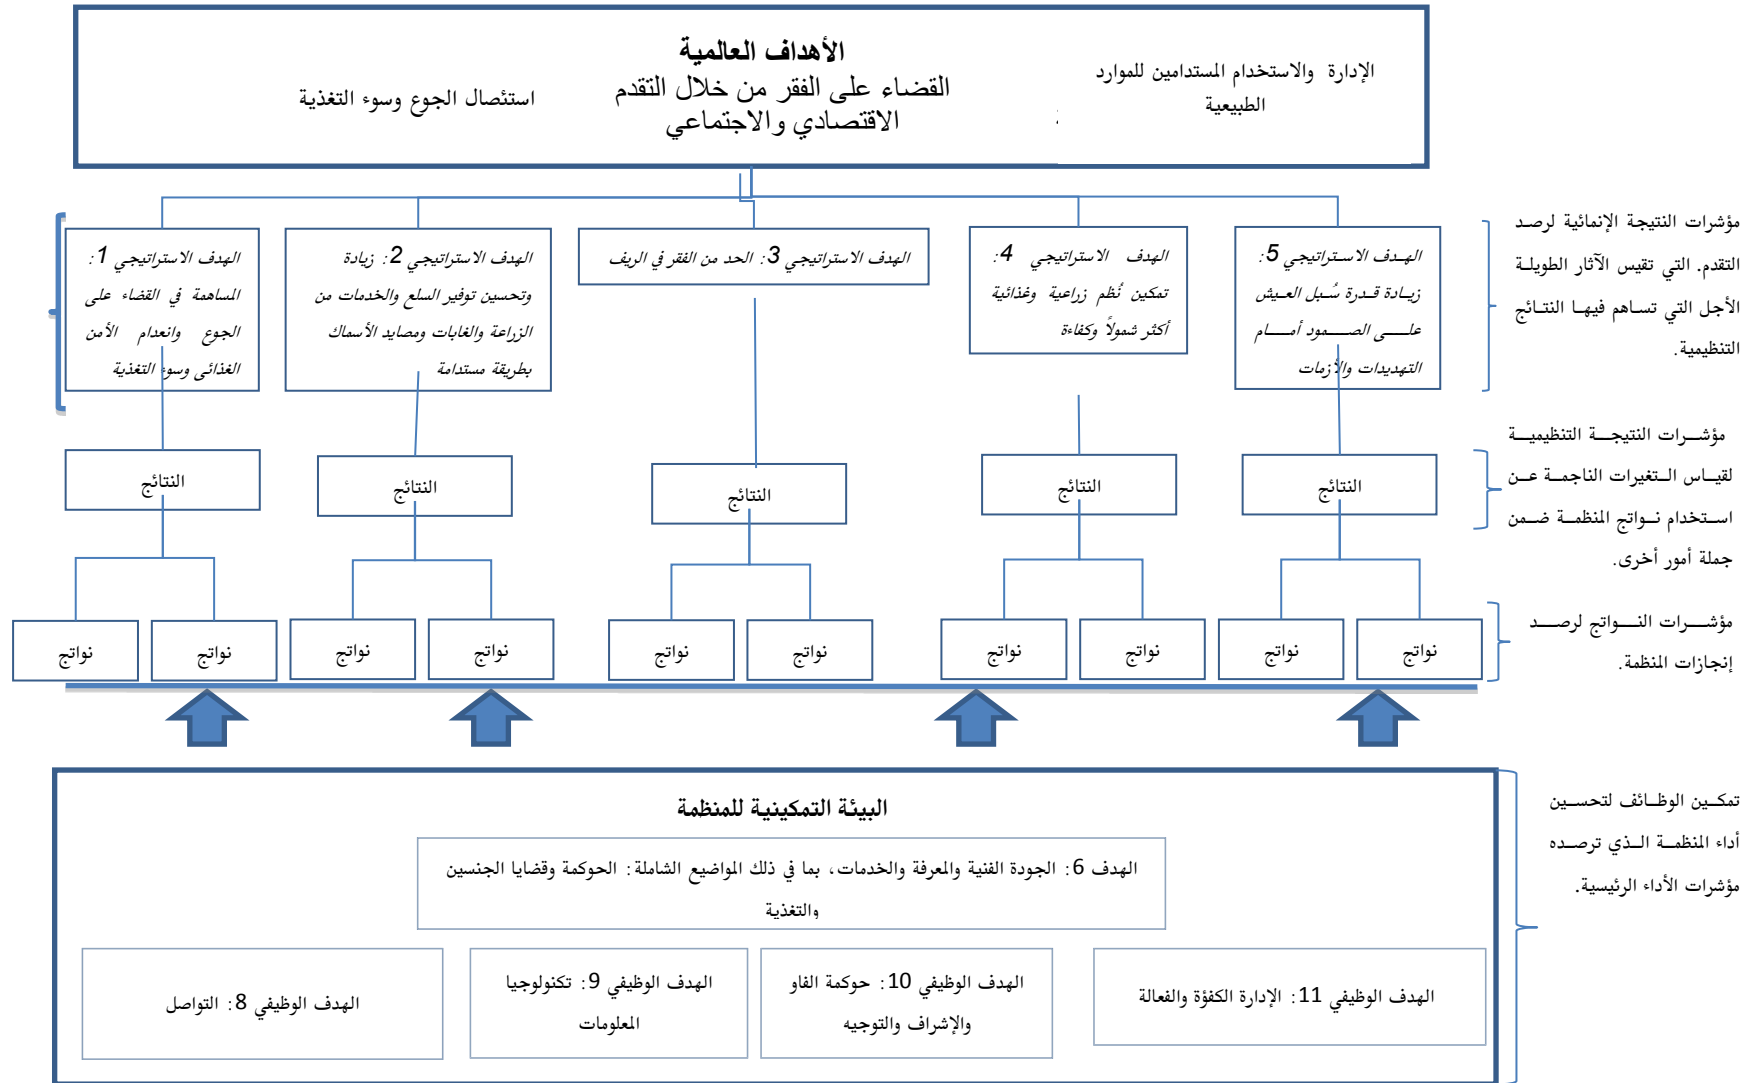 الأهداف العالمية
الإدارة والاستخدام المستدامين للموارد
الطبيعية
القضاء على الفقر من خلال التقدم
الاقتصادي والاجتماعي
استئصال الجوع وسوء التغذية
مؤشرات النتيجة الإنمائية لرصد
التقدم. التي تقيس الآثار الطويلة
الأجل التي تساهم فيها النتائج
التنظيمية.
الهدف الاستراتيجي 5:
زيادة قدرة سُبل العيش
على الصمود أمام
التهديدات والأزمات
الهدف الاستراتيجي 4:
تمكين نُظم زراعية وغذائية
أكثر شمولاً وكفاءة
الهدف الاستراتيجي 3: الحد من الفقر في الريف
الهدف الاستراتيجي 2: زيادة
وتحسين توفير السلع والخدمات من
الزراعة والغابات ومصايد الأسماك
بطريقة مستدامة
الهدف الاستراتيجي 1:
المساهمة في القضاء على
الجوع وانعدام الأمن
الغذائى وسوء التغذية
مؤشرات النتيجة التنظيمية
لقياس التغيرات الناجمة عن
استخدام نواتج المنظمة ضمن
جملة أمور أخرى.
النتائج
النتائج
النتائج
النتائج
النتائج
مؤشرات النواتج لرصد
إنجازات المنظمة.
نواتج
نواتج
نواتج
نواتج
نواتج
نواتج
نواتج
نواتج
نواتج
نواتج
تمكين الوظائف لتحسين
أداء المنظمة الذي ترصده
مؤشرات الأداء الرئيسية.
البيئة التمكينية للمنظمة
الهدف 6: الجودة الفنية والمعرفة والخدمات، بما في ذلك المواضيع الشاملة: الحوكمة وقضايا الجنسين
والتغذية
الهدف الوظيفي 11: الإدارة الكفؤة والفعالة
الهدف الوظيفي 10: حوكمة الفاو
والإشراف والتوجيه
الهدف الوظيفي 9: تكنولوجيا
المعلومات
الهدف الوظيفي 8: التواصل